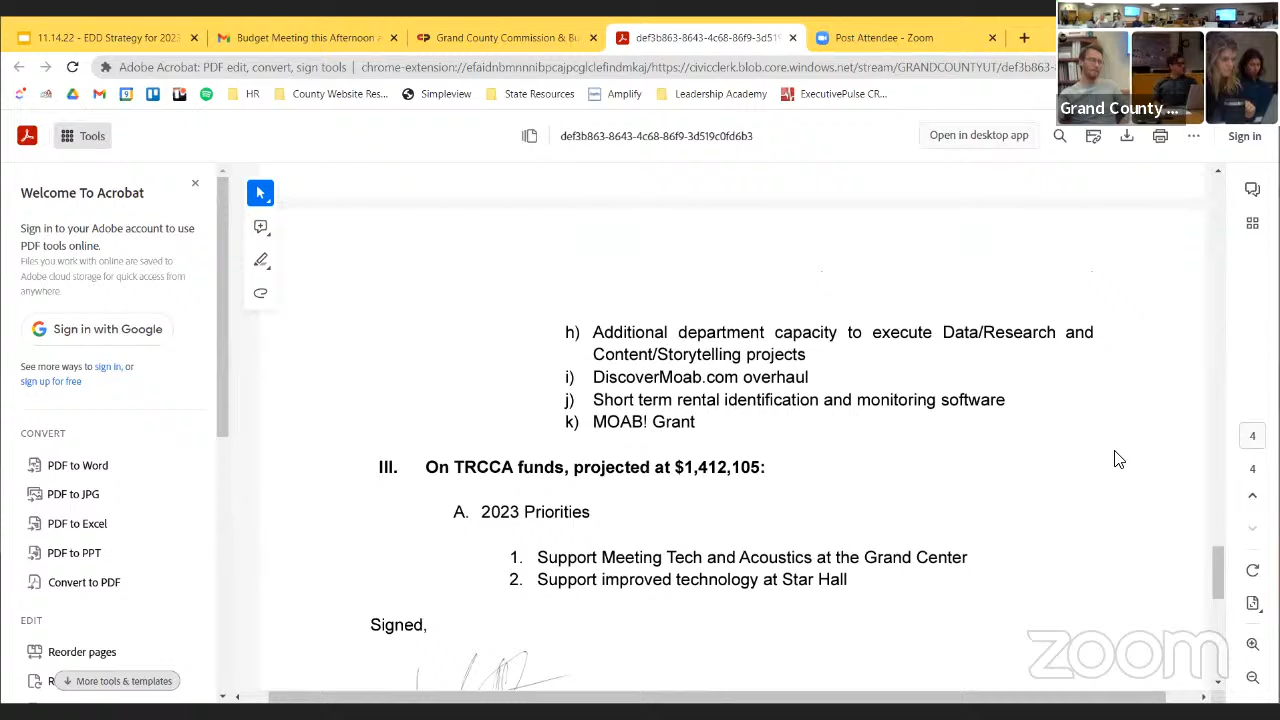 11.14.22 - EDD Strategy for 2023
Budget Meeting this Afternoon
Grand County Commission & Bu
def3b863-8643-4c68-86f9-3d519
Post Attendee - Zoom
Adobe Acrobat: PDF edit, convert, sign tools
chrome-extension://efaidnbmnnnibpcajpcglclefindmkaj/https://civicclerk.blob.core.windows.net/stream/GRANDCOUNTYUT/def3b863-80
HR
County Website Res...
Simpleview
State Resources
Amplify
Leadership Academy
ExecutivePulse CR...
Grand County ...
Tools
def3b863-8643-4c68-86f9-3d519c0fd6b3
Open in desktop app
Sign in
Welcome To Acrobat
Sign in to your Adobe account to use
PDF tools online.
Files you work with online are saved to
Adobe cloud storage for quick access from
anywhere.
Sign in with Google
See more ways to sign in, or
sign up for free
CONVERT
PDF to Word
PDF to JPG
PDF to Excel
PDF to PPT
Convert to PDF
EDIT
Reorder pages
More tools & templates
h) Additional department capacity to execute Data/Research and
Content/Storytelling projects
i) DiscoverMoab.com overhaul
j) Short term rental identification and monitoring software
k) MOAB! Grant
III. On TRCCA funds, projected at $1,412,105:
A. 2023 Priorities
1. Support Meeting Tech and Acoustics at the Grand Center
2. Support improved technology at Star Hall
Signed,
4
4
zoom